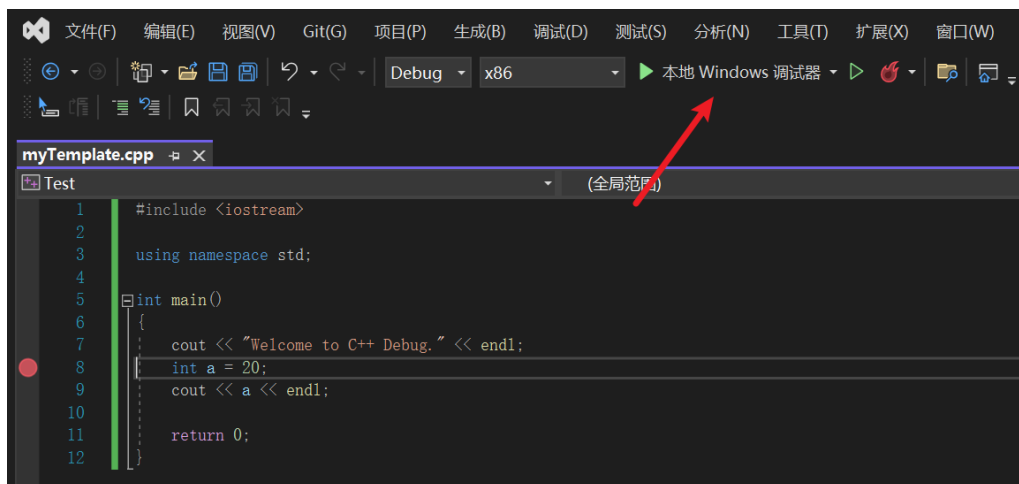 文件(F) 编辑(E) 视图(V) Git(G) 项目(P) 生成(B) 调试(D) 测试(S) 分析(N) 工具(T) 扩展(X) 窗口(W)
Debug x86 本地 Windows 调试器
myTemplate.cpp
Test (全局范围)
1 #include <iostream>
2
3 using namespace std;
4
5 int main()
6 {
7 cout << "Welcome to C++ Debug." << endl;
8 int a = 20;
9 cout << a << endl;
10
11 return 0;
12 }